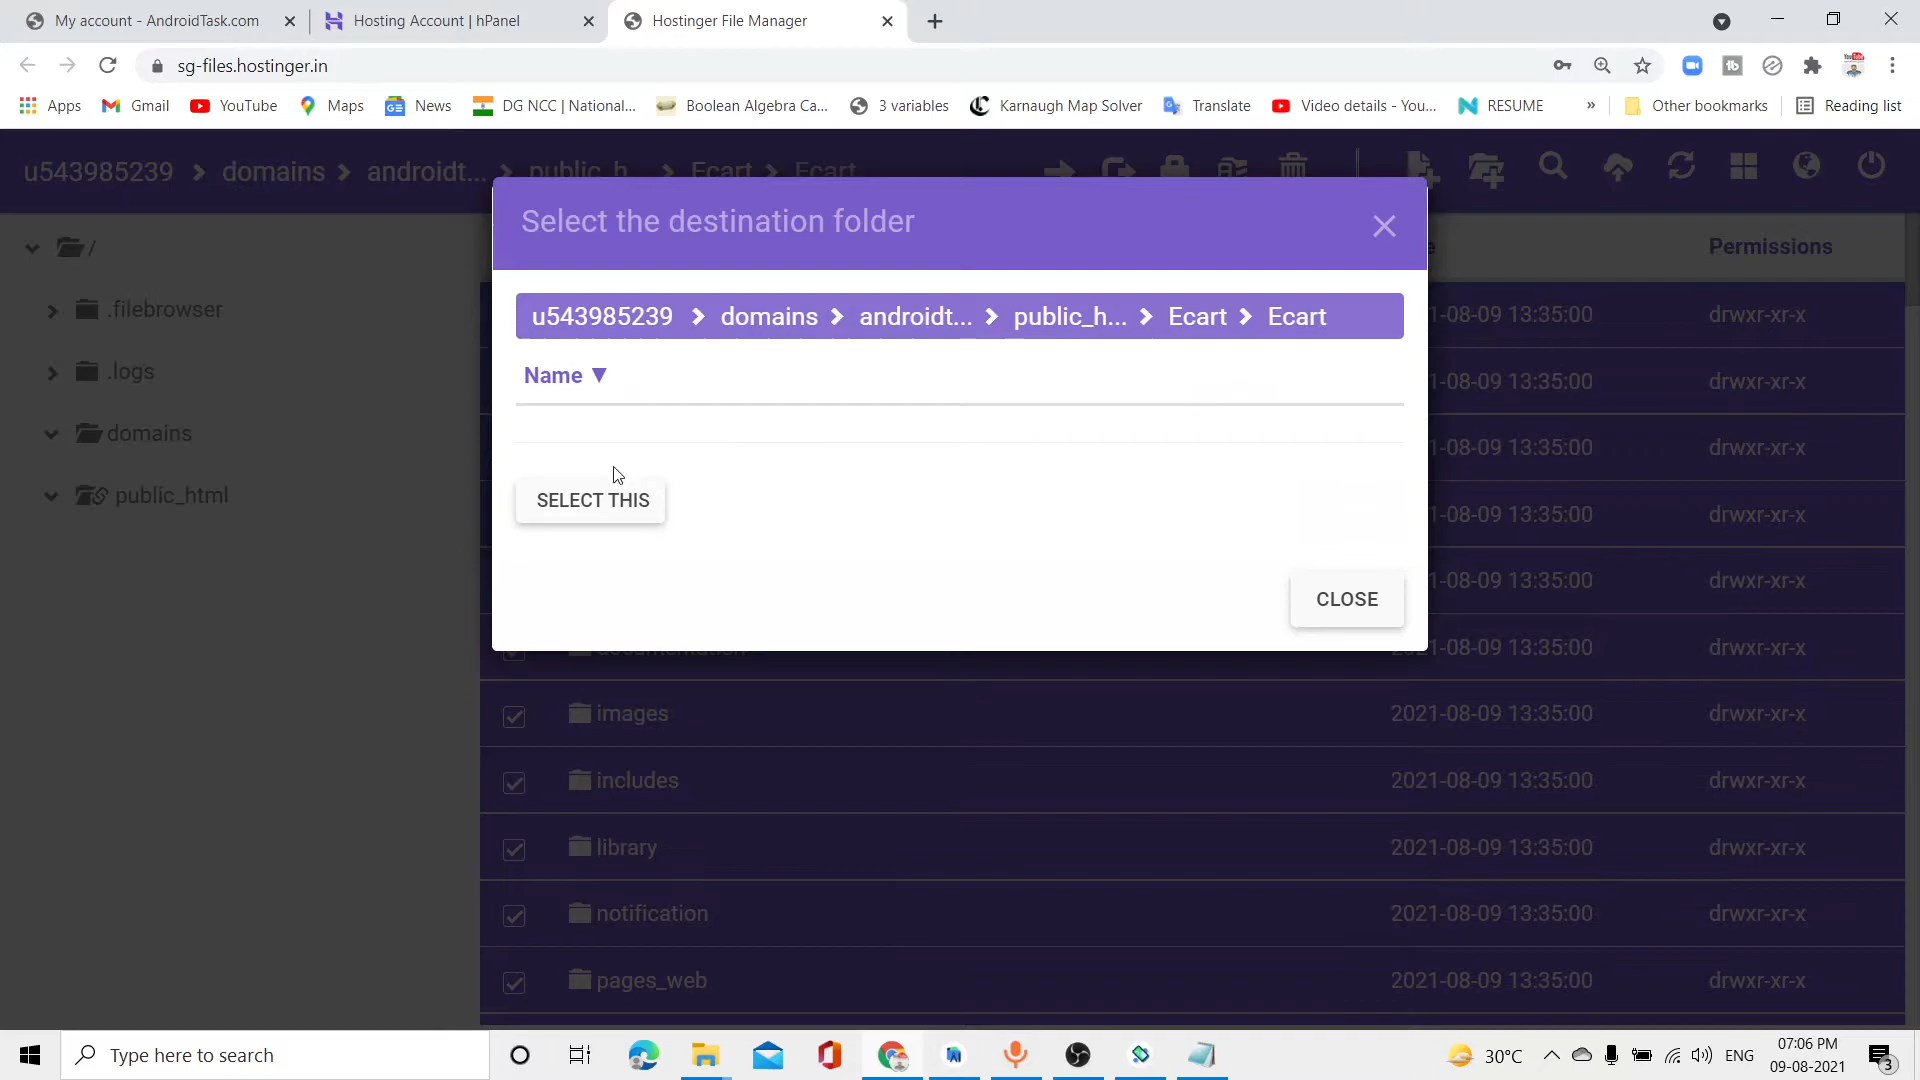 My account - AndroidTask.com
Hosting Account | hPanel
Hostinger File Manager
sg-files.hostinger.in
Apps
Gmail
YouTube
Maps
News
DG NCC | National...
Boolean Algebra Ca...
3 variables
Karnaugh Map Solver
Translate
Video details - You...
RESUME
»
Other bookmarks
Reading list
u543985239
domains
androidt...
public_h...
Ecart
Ecart
Select the destination folder
/
Permissions
u543985239 domains androidt... public_h... Ecart Ecart
.filebrowser
1-08-09 13:35:00 drwxr-xr-x
Name ▼
.logs
1-08-09 13:35:00 drwxr-xr-x
domains
1-08-09 13:35:00 drwxr-xr-x
public_html
SELECT THIS
1-08-09 13:35:00 drwxr-xr-x
CLOSE
1-08-09 13:35:00 drwxr-xr-x
documentation
1-08-09 13:35:00 drwxr-xr-x
images 2021-08-09 13:35:00 drwxr-xr-x
includes 2021-08-09 13:35:00 drwxr-xr-x
library 2021-08-09 13:35:00 drwxr-xr-x
notification 2021-08-09 13:35:00 drwxr-xr-x
pages_web 2021-08-09 13:35:00 drwxr-xr-x
Type here to search
30°C
ENG
07:06 PM
09-08-2021
3